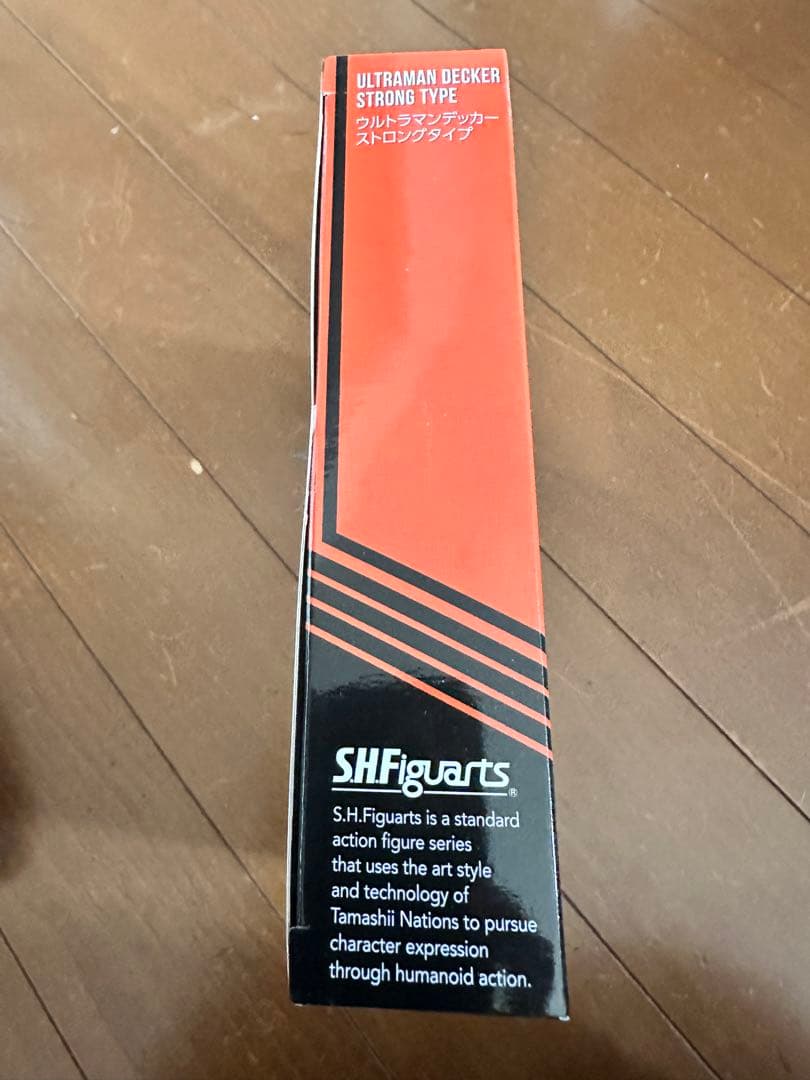 ULTRAMAN DECKER
STRONG TYPE
ウルトラマンデッカー
ストロングタイプ
S.H.Figuarts®
S.H.Figuarts is a standard
action figure series
that uses the art style
and technology of
Tamashii Nations to pursue
character expression
through humanoid action.